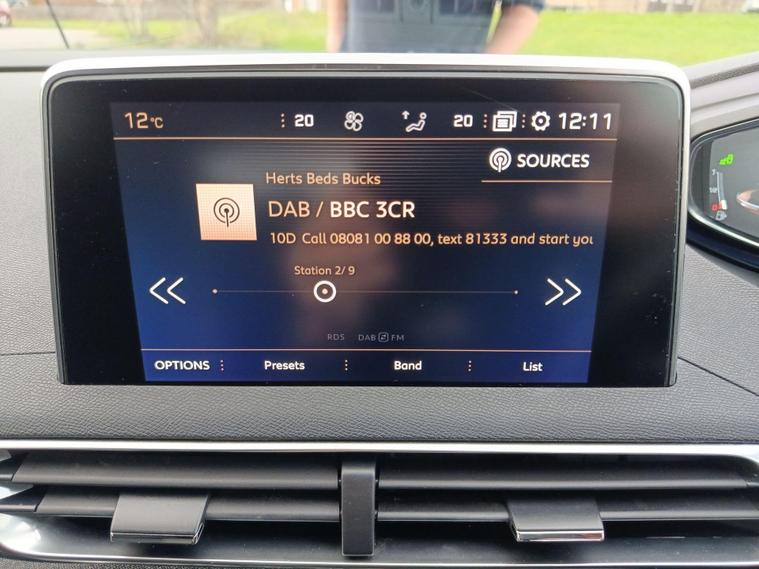 12°C 20 20 12:11
SOURCES
Herts Beds Bucks
DAB / BBC 3CR
10D Call 08081 00 88 00, text 81333 and start you
Station 2/ 9
RDS DAB FM
OPTIONS Presets Band List